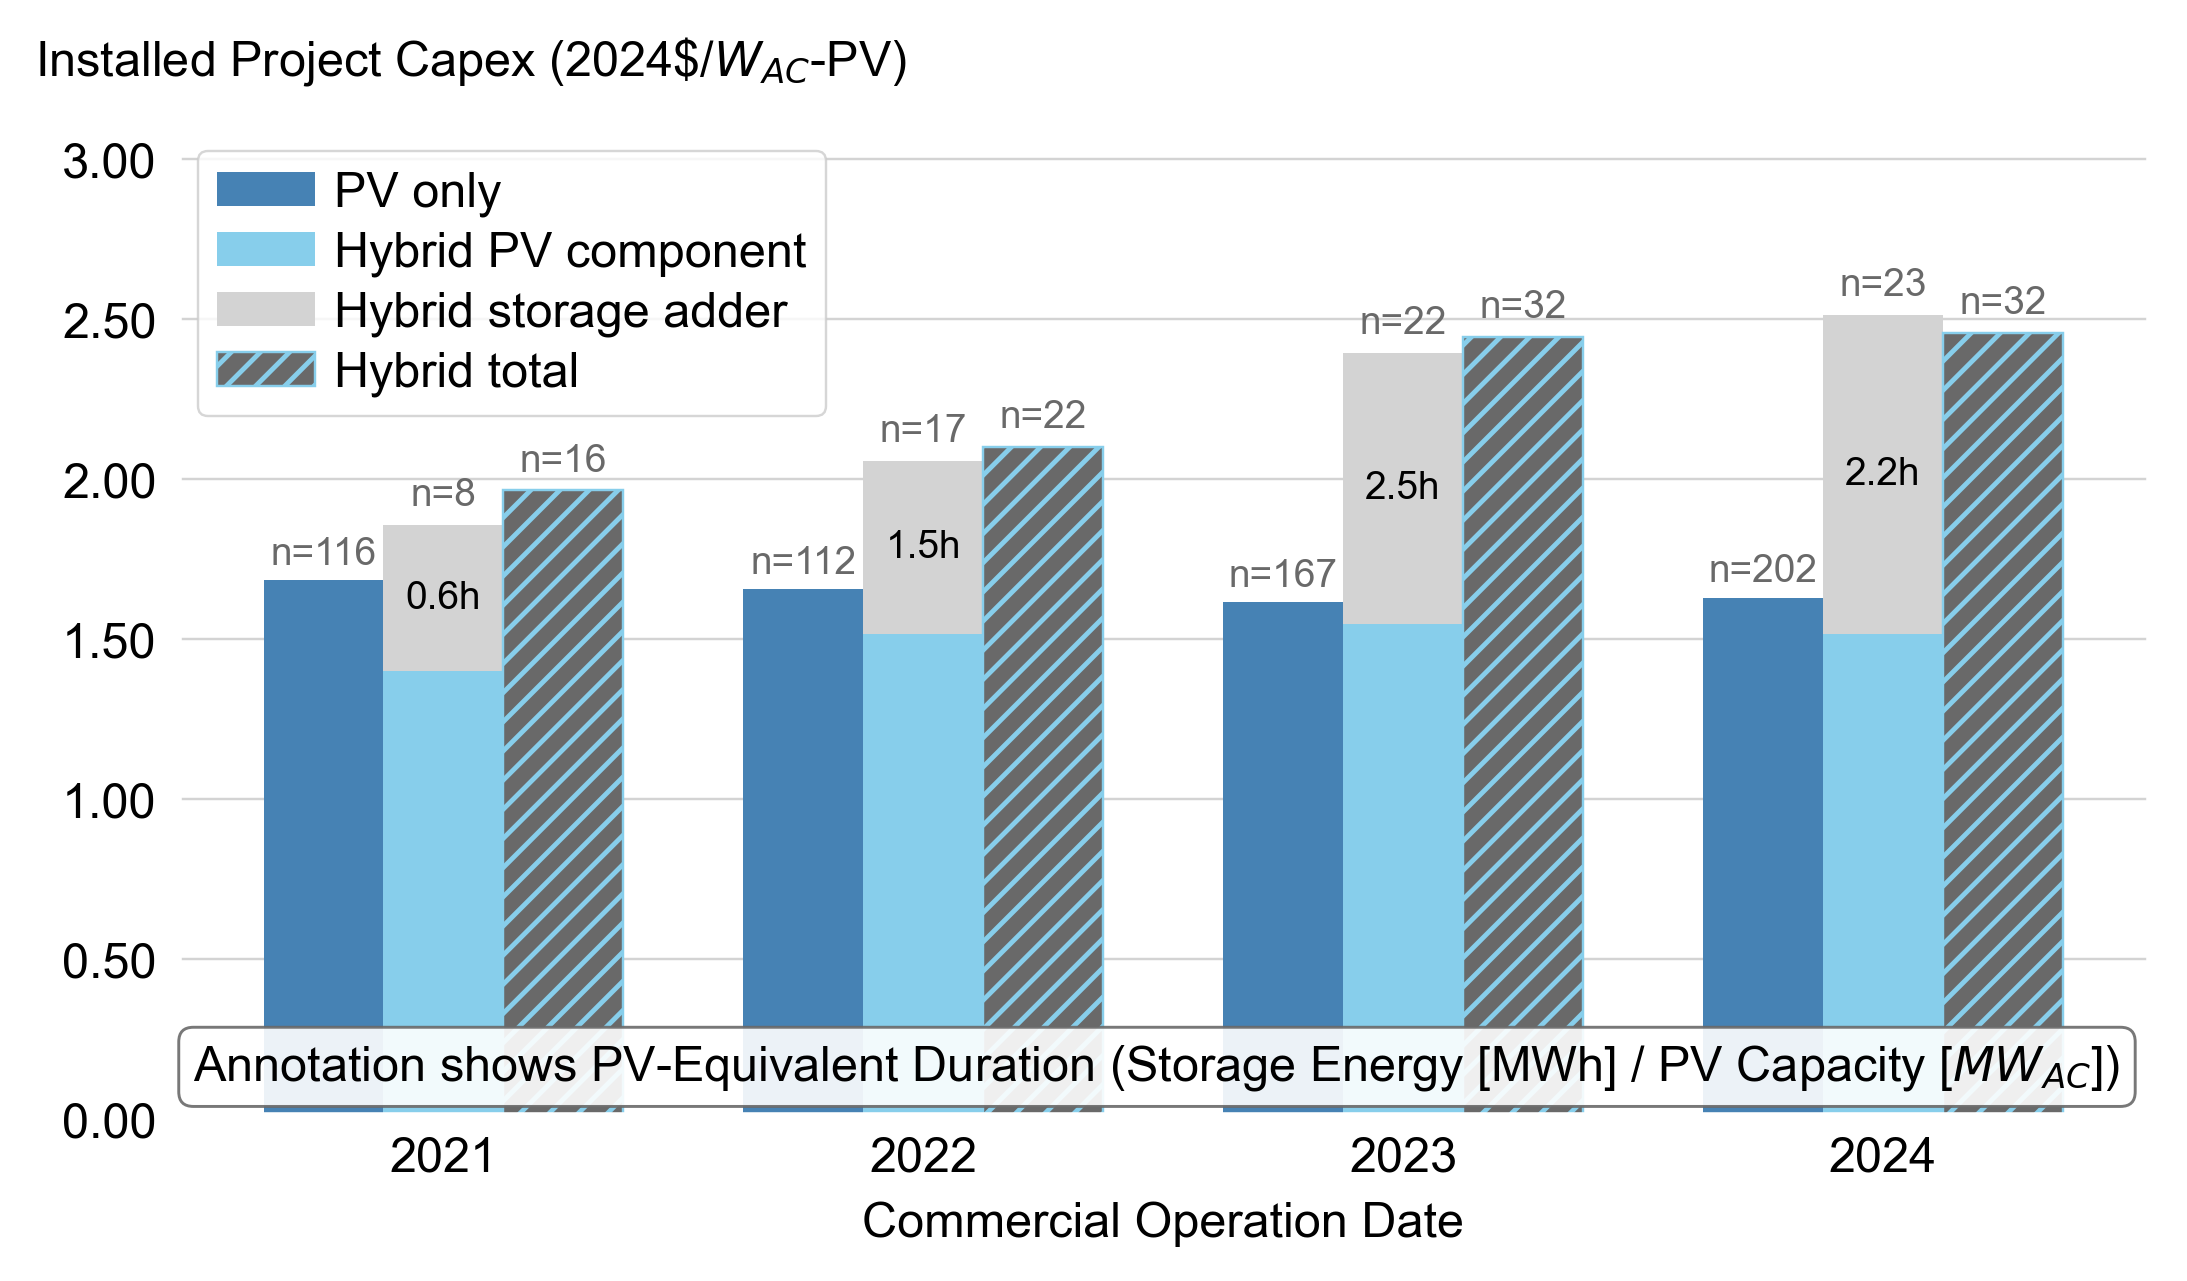 Installed Project Capex (2024$/W_AC-PV)
3.00
PV only
Hybrid PV component
Hybrid storage adder
Hybrid total
2.50
2.00
1.50
1.00
0.50
0.00
n=116
n=8
0.6h
n=16
n=112
n=17
1.5h
n=22
n=167
n=22
2.5h
n=32
n=202
n=23
2.2h
n=32
Annotation shows PV-Equivalent Duration (Storage Energy [MWh] / PV Capacity [MW_AC])
2021 2022 2023 2024
Commercial Operation Date